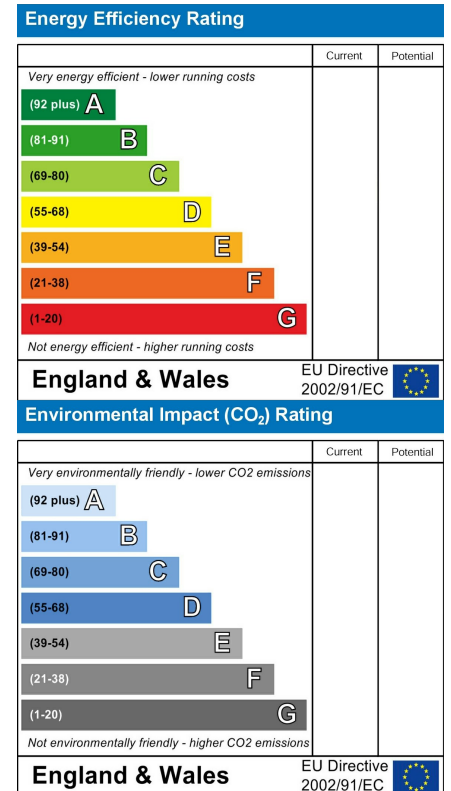 Energy Efficiency Rating
Current Potential
Very energy efficient - lower running costs
(92 plus) A
(81-91) B
(69-80) C
(55-68) D
(39-54) E
(21-38) F
(1-20) G
Not energy efficient - higher running costs
England & Wales
EU Directive
2002/91/EC
Environmental Impact (CO₂) Rating
Current Potential
Very environmentally friendly - lower CO2 emissions
(92 plus) A
(81-91) B
(69-80) C
(55-68) D
(39-54) E
(21-38) F
(1-20) G
Not environmentally friendly - higher CO2 emissions
England & Wales
EU Directive
2002/91/EC